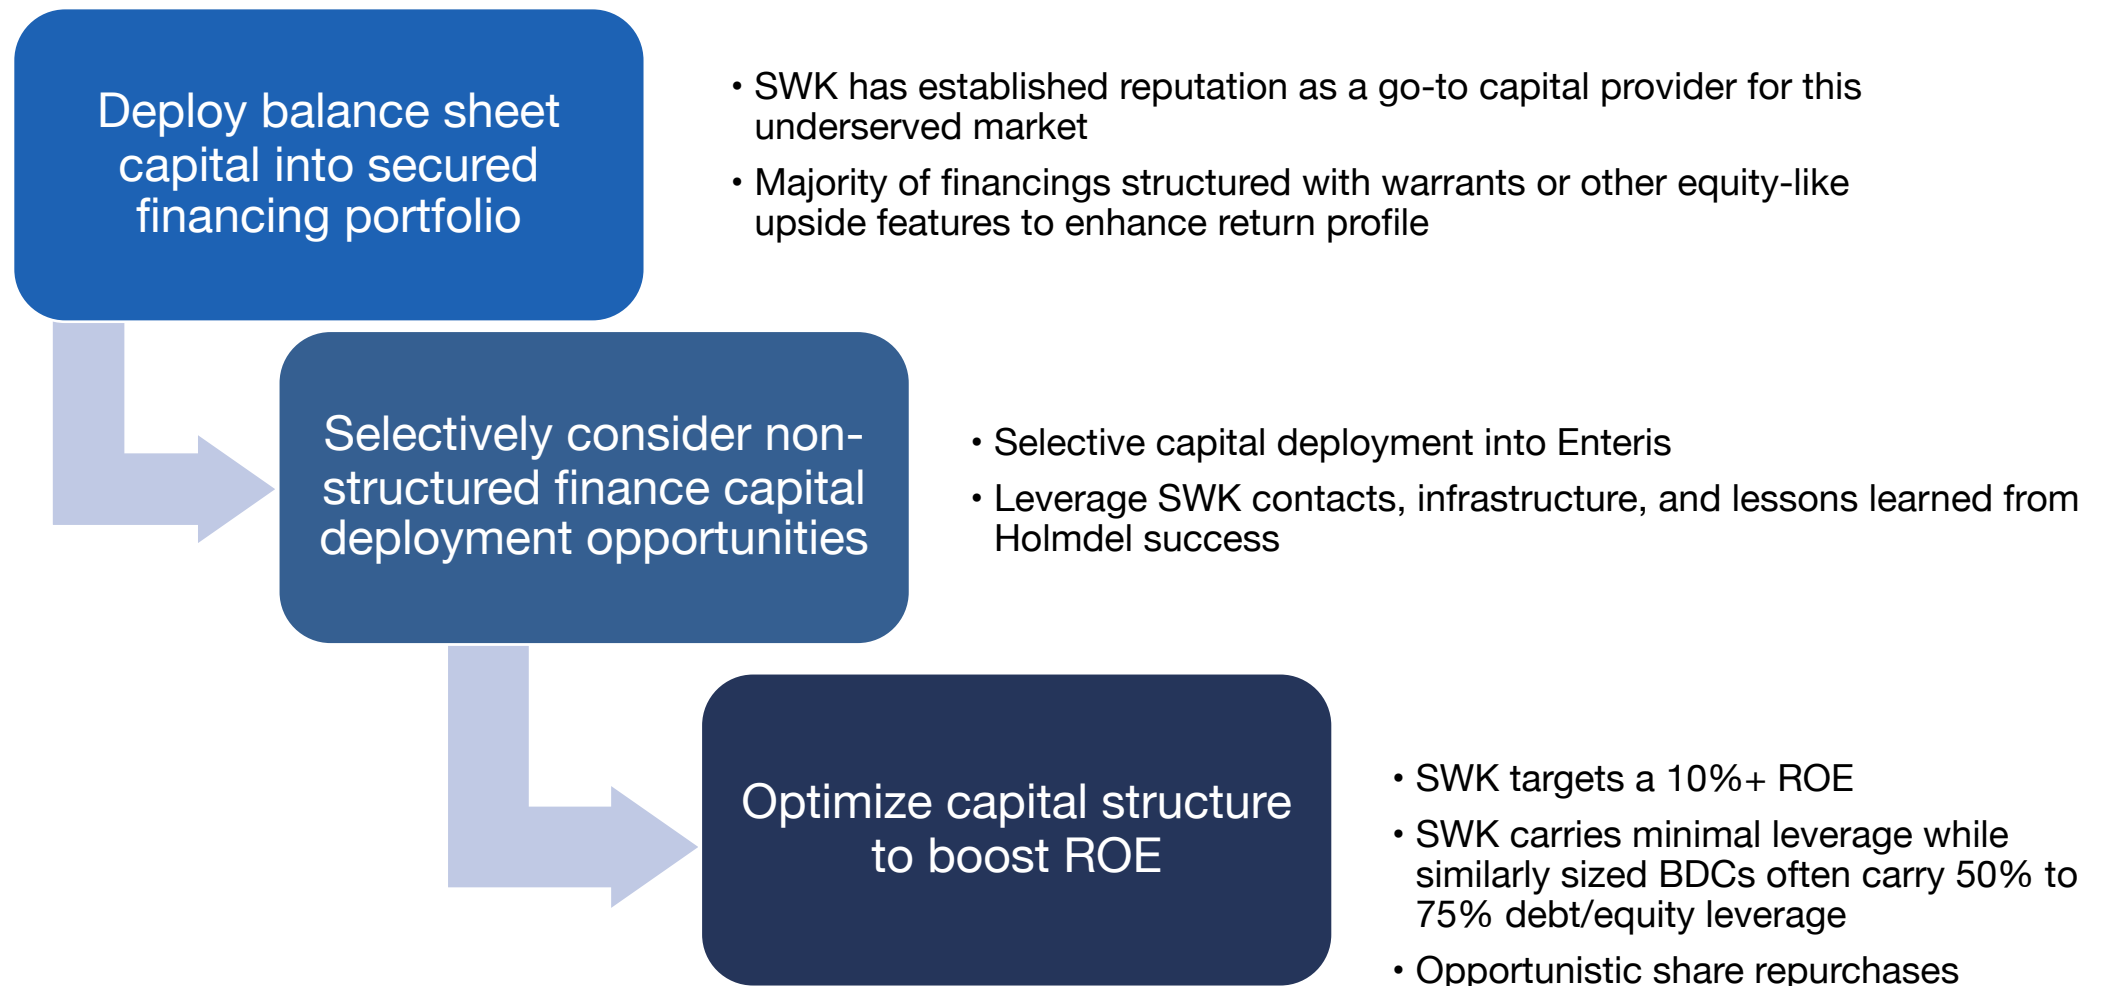 Deploy balance sheet
capital into secured
financing portfolio
• SWK has established reputation as a go-to capital provider for this
underserved market
• Majority of financings structured with warrants or other equity-like
upside features to enhance return profile
Selectively consider non-
structured finance capital
deployment opportunities
• Selective capital deployment into Enteris
• Leverage SWK contacts, infrastructure, and lessons learned from
Holmdel success
Optimize capital structure
to boost ROE
• SWK targets a 10%+ ROE
• SWK carries minimal leverage while
similarly sized BDCs often carry 50% to
75% debt/equity leverage
• Opportunistic share repurchases